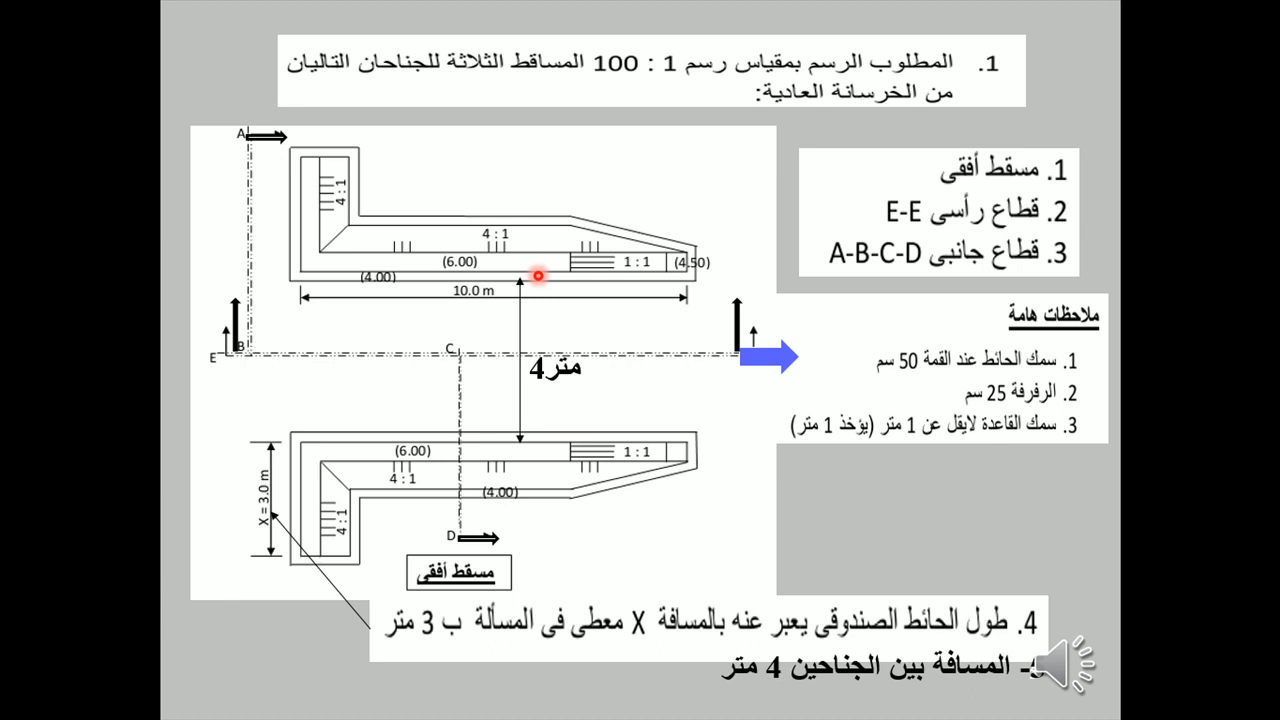 1. المطلوب الرسم بمقياس رسم 1 : 100 المساقط الثلاثة للجناحان التاليان
من الخرسانة العادية:
1. مسقط أفقى
2. قطاع رأسى E-E
3. قطاع جانبى A-B-C-D
ملاحظات هامة
1. سمك الحائط عند القمة 50 سم
2. الرفرفة 25 سم
3. سمك القاعدة لايقل عن 1 متر (يؤخذ 1 متر)
A
4 : 1
4 : 1
(6.00)
1 : 1
(4.50)
(4.00)
10.0 m
B
C
E
4متر
(6.00)
1 : 1
4 : 1
(4.00)
X = 3.0 m
4 : 1
D
مسقط أفقى
4. طول الحائط الصندوقى يعبر عنه بالمسافة X معطى فى المسألة ب 3 متر
5- المسافة بين الجناحين 4 متر